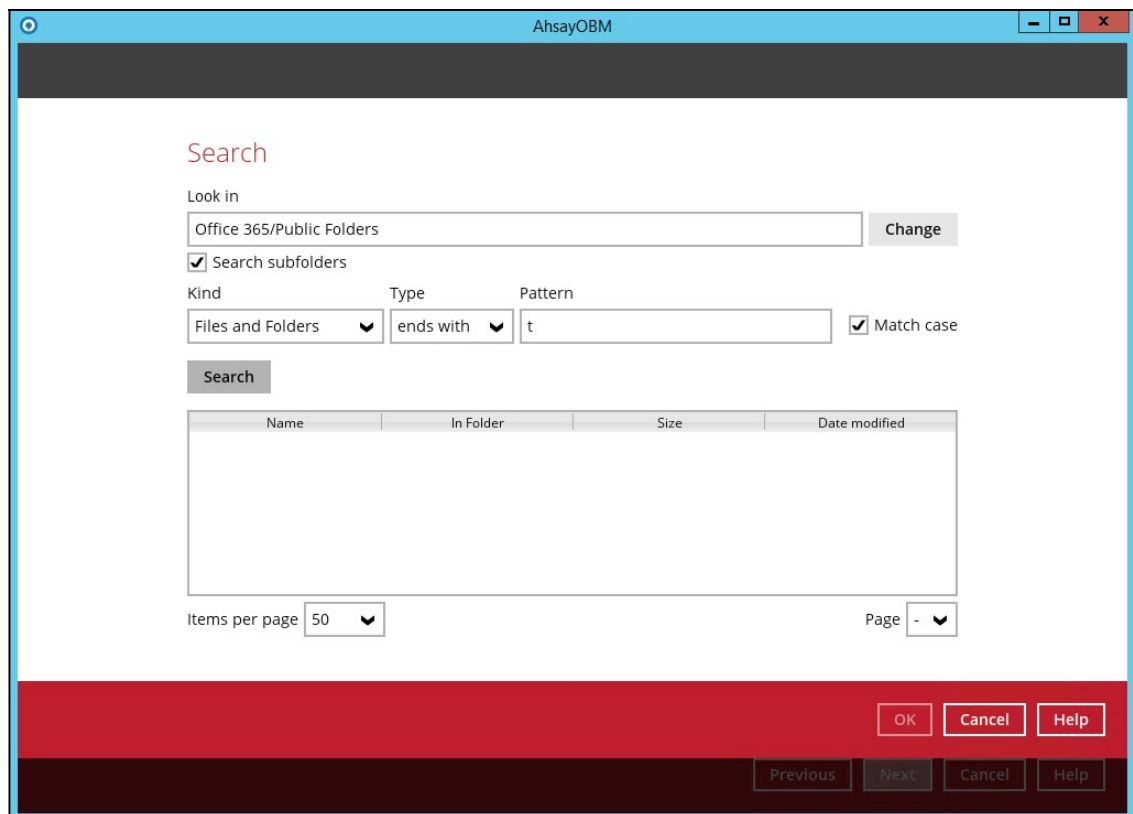 AhsayOBM
Search
Look in
Office 365/Public Folders
Change
Search subfolders
Kind Type Pattern
Files and Folders ends with t Match case
Search
Name In Folder Size Date modified
Items per page 50 Page -
OK Cancel Help
Previous Next Cancel Help